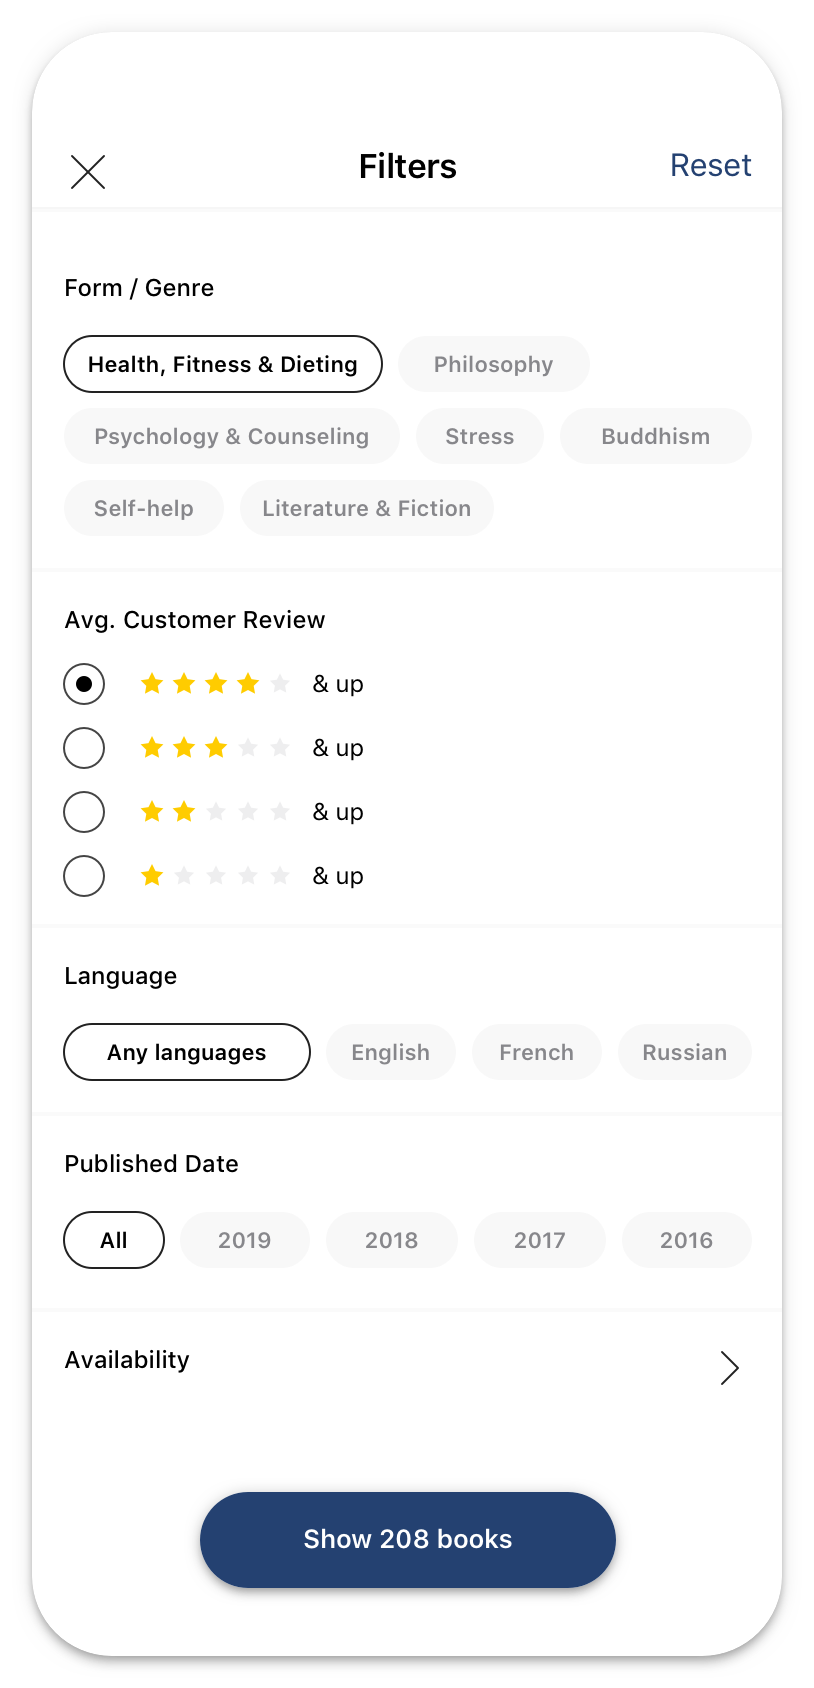 Filters
Reset
Form / Genre
Health, Fitness & Dieting
Philosophy
Psychology & Counseling
Stress
Buddhism
Self-help
Literature & Fiction
Avg. Customer Review
& up
& up
& up
& up
Language
Any languages
English
French
Russian
Published Date
All
2019
2018
2017
2016
Availability
Show 208 books